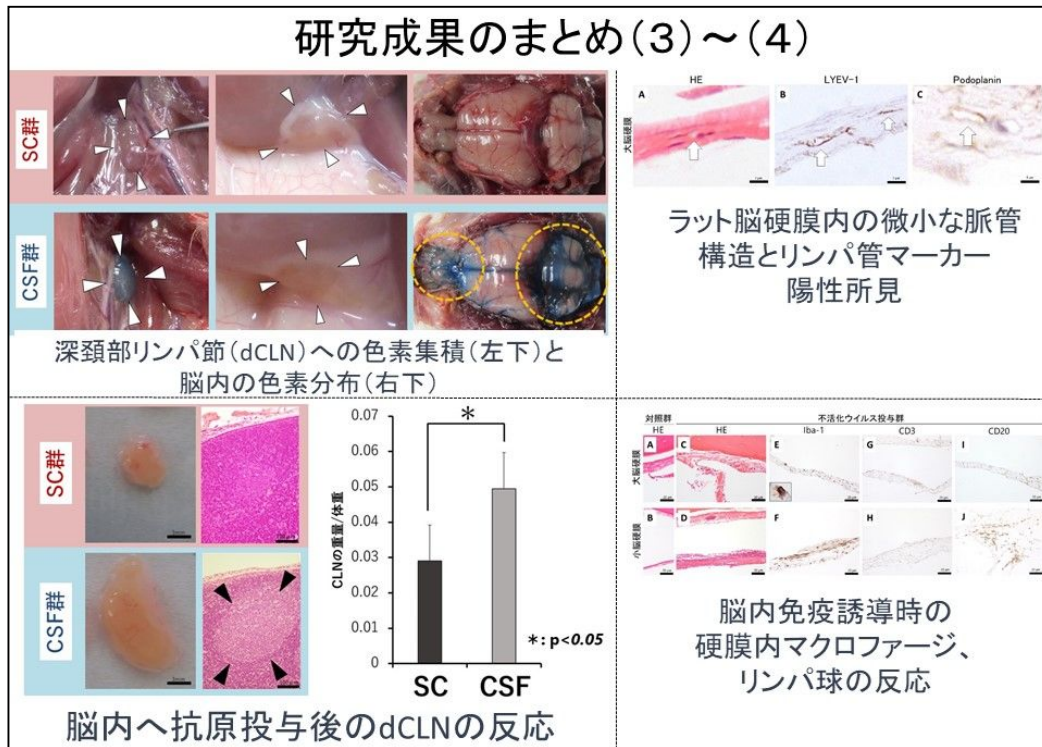 研究成果のまとめ(3)~(4)
SC群
CSF群
深頚部リンパ節(dCLN)への色素集積(左下)と
脳内の色素分布(右下)
HE
LYEV-1
Podoplanin
A
B
C
大脳硬膜
ラット脳硬膜内の微小な脈管
構造とリンパ管マーカー
陽性所見
SC群
CSF群
CLNの重量/体重
0.07
0.06
0.05
0.04
0.03
0.02
0.01
0
*
*: p<0.05
SC
CSF
脳内へ抗原投与後のdCLNの反応
対照群
不活化ウイルス投与群
HE
HE
Iba-1
CD3
CD20
大脳硬膜
A
C
E
G
I
小脳硬膜
B
D
F
H
J
脳内免疫誘導時の
硬膜内マクロファージ、
リンパ球の反応